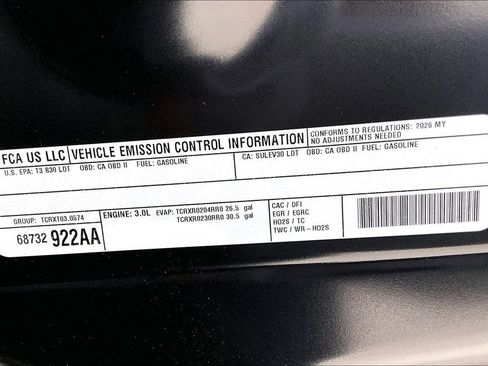 FCA US LLC VEHICLE EMISSION CONTROL INFORMATION CONFORMS TO REGULATIONS: 2026 MY
NO ADJUSTMENTS NEEDED
U.S. EPA: T3 B30 LDT OBD: CA OBD II FUEL: GASOLINE CA: SULEV30 LDT OBD: CA OBD II FUEL: GASOLINE
GROUP: TCRXT03.0574
68732 922AA
ENGINE: 3.0L EVAP: TCRXR0204RR0 26.5 gal
TCRXR0230RR0 30.5 gal
CAC / DFI
EGR / EGRC
HO2S / TC
TWC / WR-HO2S